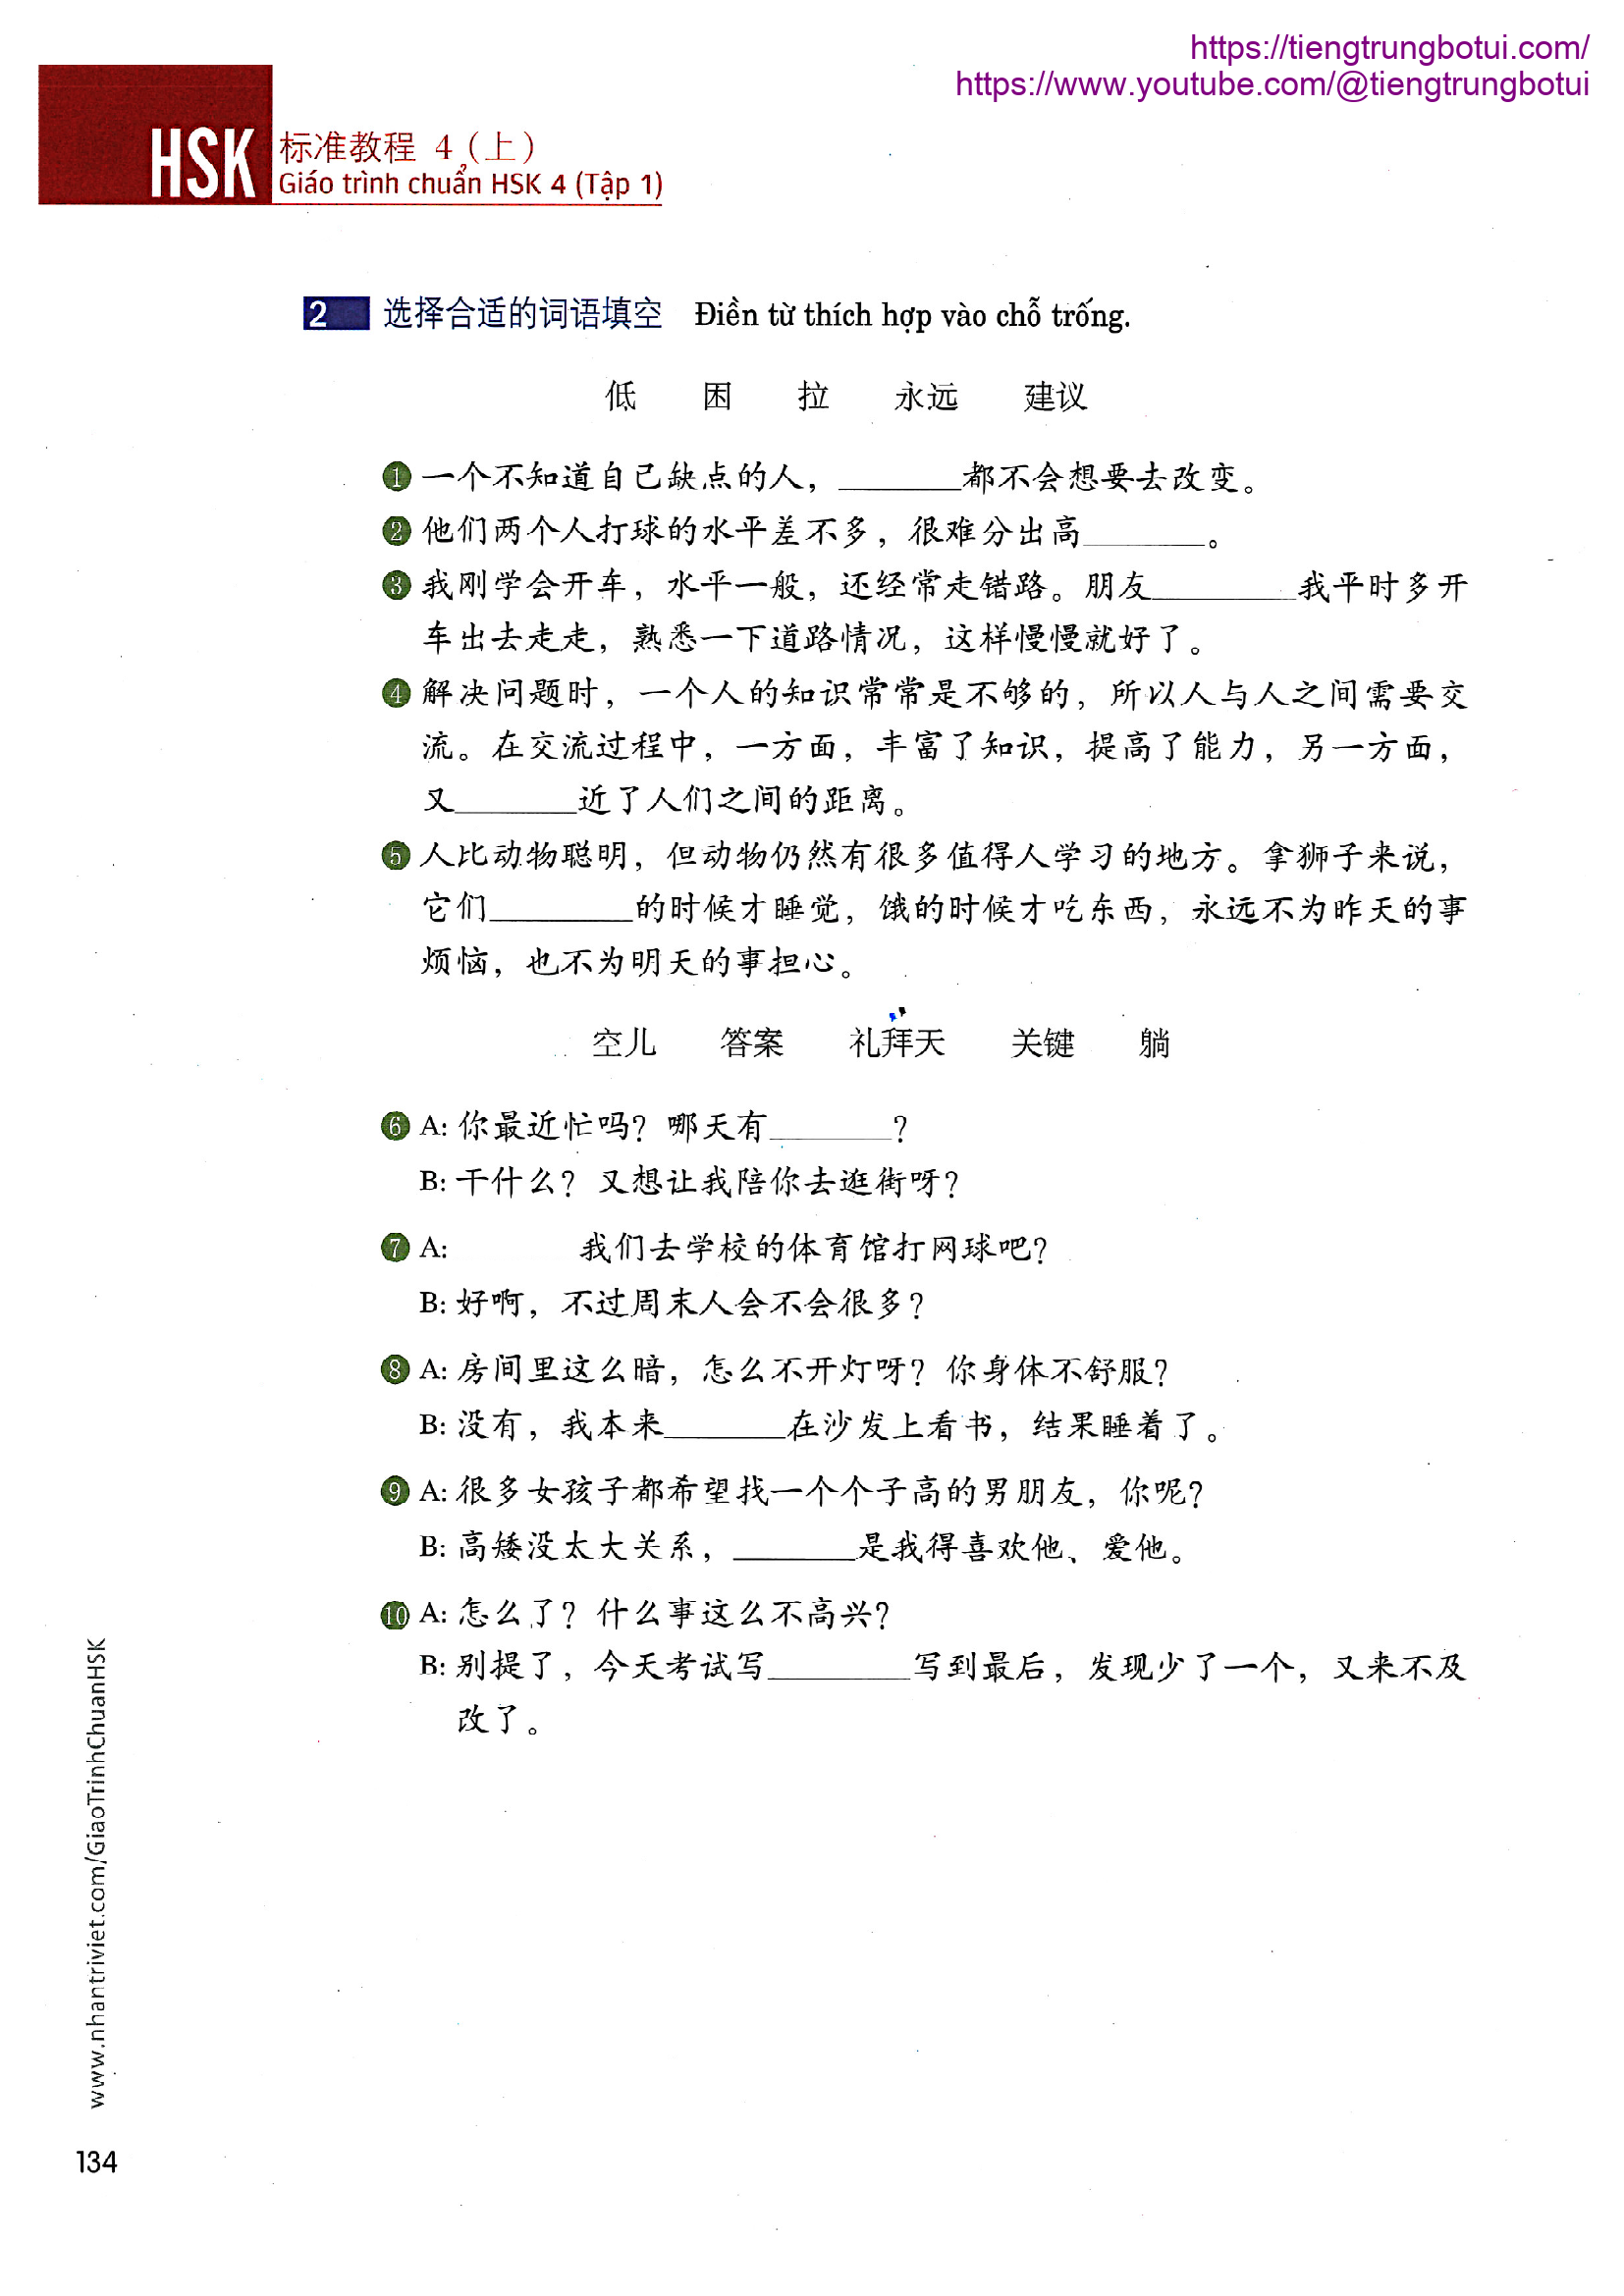 https://tiengtrungbotui.com/
https://www.youtube.com/@tiengtrungbotui
HSK 标准教程 4（上）
Giáo trình chuẩn HSK 4 (Tập 1)
2 选择合适的词语填空 Điền từ thích hợp vào chỗ trống.
低 困 拉 永远 建议
1 一个不知道自己缺点的人，________都不会想要去改变。
2 他们两个人打球的水平差不多，很难分出高________。
3 我刚学会开车，水平一般，还经常走错路。朋友________我平时多开
车出去走走，熟悉一下道路情况，这样慢慢就好了。
4 解决问题时，一个人的知识常常是不够的，所以人与人之间需要交
流。在交流过程中，一方面，丰富了知识，提高了能力，另一方面，
又________近了人们之间的距离。
5 人比动物聪明，但动物仍然有很多值得人学习的地方。拿狮子来说，
它们________的时候才睡觉，饿的时候才吃东西，永远不为昨天的事
烦恼，也不为明天的事担心。
空儿 答案 礼拜天 关键 躺
6 A: 你最近忙吗？哪天有________？
B: 干什么？又想让我陪你去逛街呀？
7 A: 我们去学校的体育馆打网球吧？
B: 好啊，不过周末人会不会很多？
8 A: 房间里这么暗，怎么不开灯呀？你身体不舒服？
B: 没有，我本来________在沙发上看书，结果睡着了。
9 A: 很多女孩子都希望找一个个子高的男朋友，你呢？
B: 高矮没太大关系，________是我得喜欢他、爱他。
10 A: 怎么了？什么事这么不高兴？
B: 别提了，今天考试写________写到最后，发现少了一个，又来不及
改了。
www.nhantriviet.com/GiaoTrinhChuanHSK
134